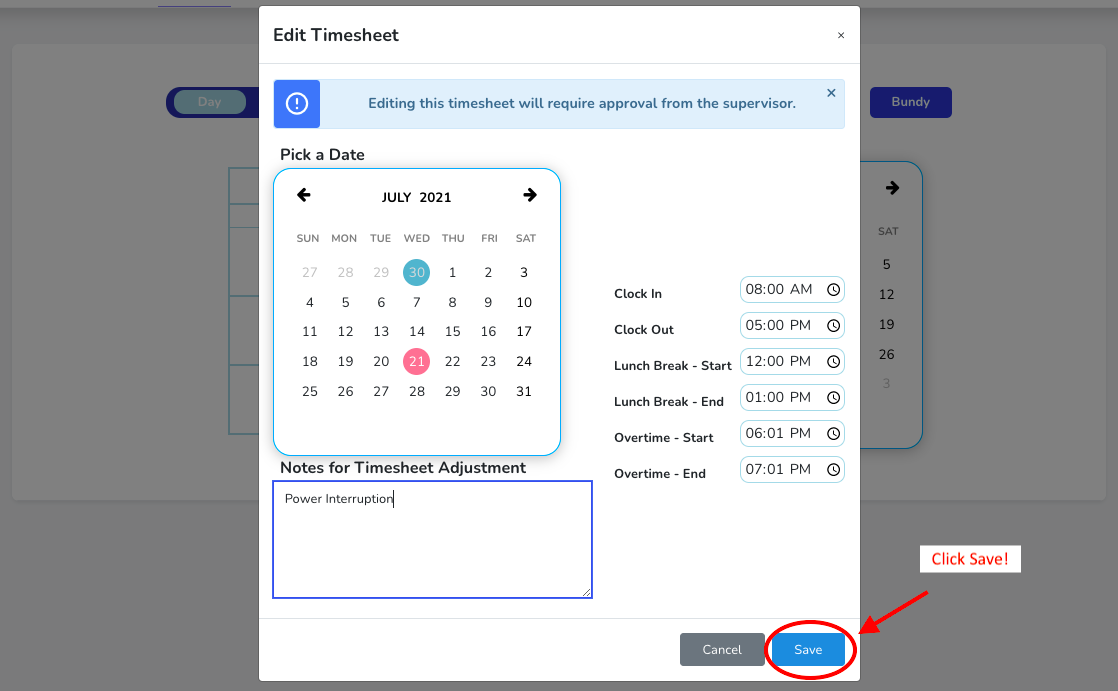 Edit Timesheet
×
Day
Editing this timesheet will require approval from the supervisor.
×
Bundy
Pick a Date
JULY 2021
SUN MON TUE WED THU FRI SAT
27 28 29 30 1 2 3
4 5 6 7 8 9 10
11 12 13 14 15 16 17
18 19 20 21 22 23 24
25 26 27 28 29 30 31
Clock In 08:00 AM
Clock Out 05:00 PM
Lunch Break - Start 12:00 PM
Lunch Break - End 01:00 PM
Overtime - Start 06:01 PM
Overtime - End 07:01 PM
SAT
5
12
19
26
3
Notes for Timesheet Adjustment
Power Interruption
Click Save!
Cancel
Save